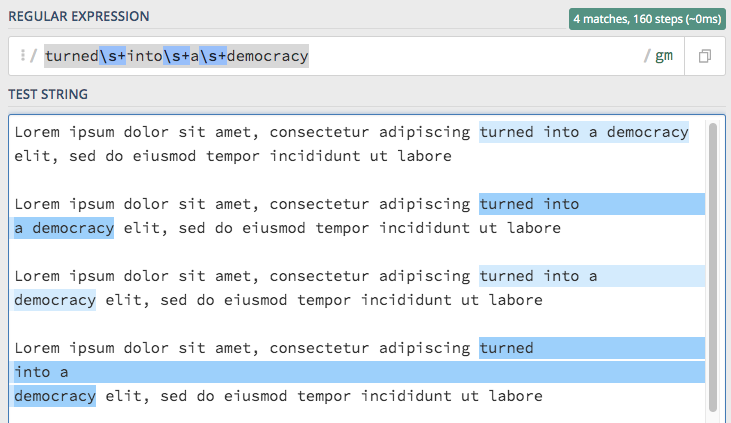 REGULAR EXPRESSION 4 matches, 160 steps (~0ms)
/ turned\s+into\s+a\s+democracy / gm
TEST STRING
Lorem ipsum dolor sit amet, consectetur adipiscing turned into a democracy
elit, sed do eiusmod tempor incididunt ut labore
Lorem ipsum dolor sit amet, consectetur adipiscing turned into
a democracy elit, sed do eiusmod tempor incididunt ut labore
Lorem ipsum dolor sit amet, consectetur adipiscing turned into a
democracy elit, sed do eiusmod tempor incididunt ut labore
Lorem ipsum dolor sit amet, consectetur adipiscing turned
into a
democracy elit, sed do eiusmod tempor incididunt ut labore